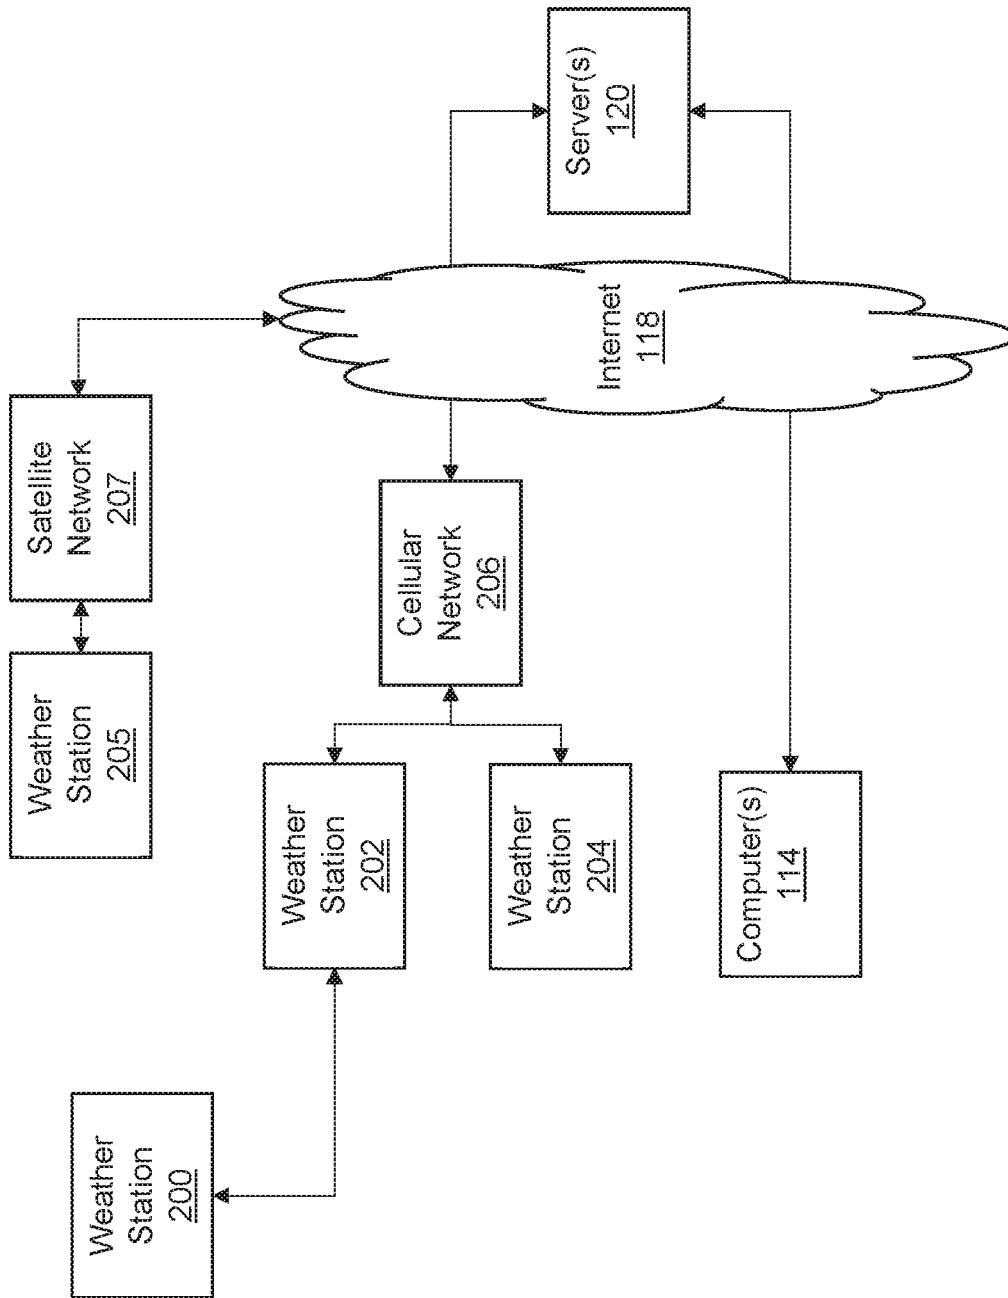 Weather
Station
205
Satellite
Network
207
Weather
Station
200
Weather
Station
202
Cellular
Network
206
Weather
Station
204
Internet
118
Server(s)
120
Computer(s)
114